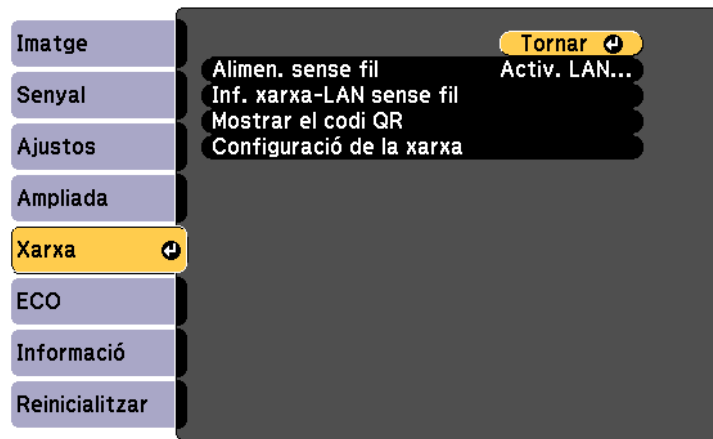 Imatge
Senyal
Ajustos
Ampliada
Xarxa
ECO
Informació
Reinicialitzar
Tornar
Alimen. sense fil Activ. LAN...
Inf. xarxa-LAN sense fil
Mostrar el codi QR
Configuració de la xarxa